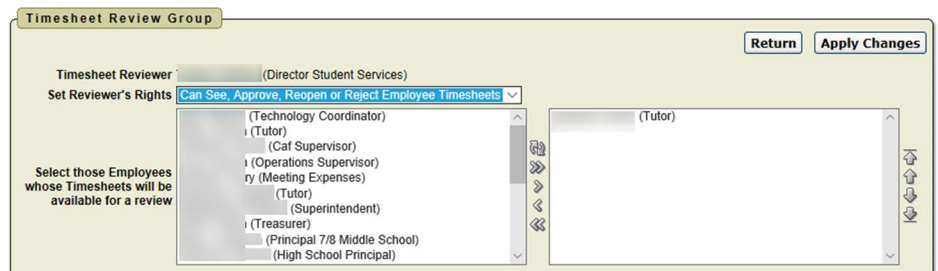 Timesheet Review Group
Return Apply Changes
Timesheet Reviewer (Director Student Services)
Set Reviewer's Rights Can See, Approve, Reopen or Reject Employee Timesheets
Select those Employees whose Timesheets will be available for a review
(Technology Coordinator)
(Tutor)
(Caf Supervisor)
(Operations Supervisor)
(Meeting Expenses)
(Tutor)
(Superintendent)
(Treasurer)
(Principal 7/8 Middle School)
(High School Principal)
(Tutor)